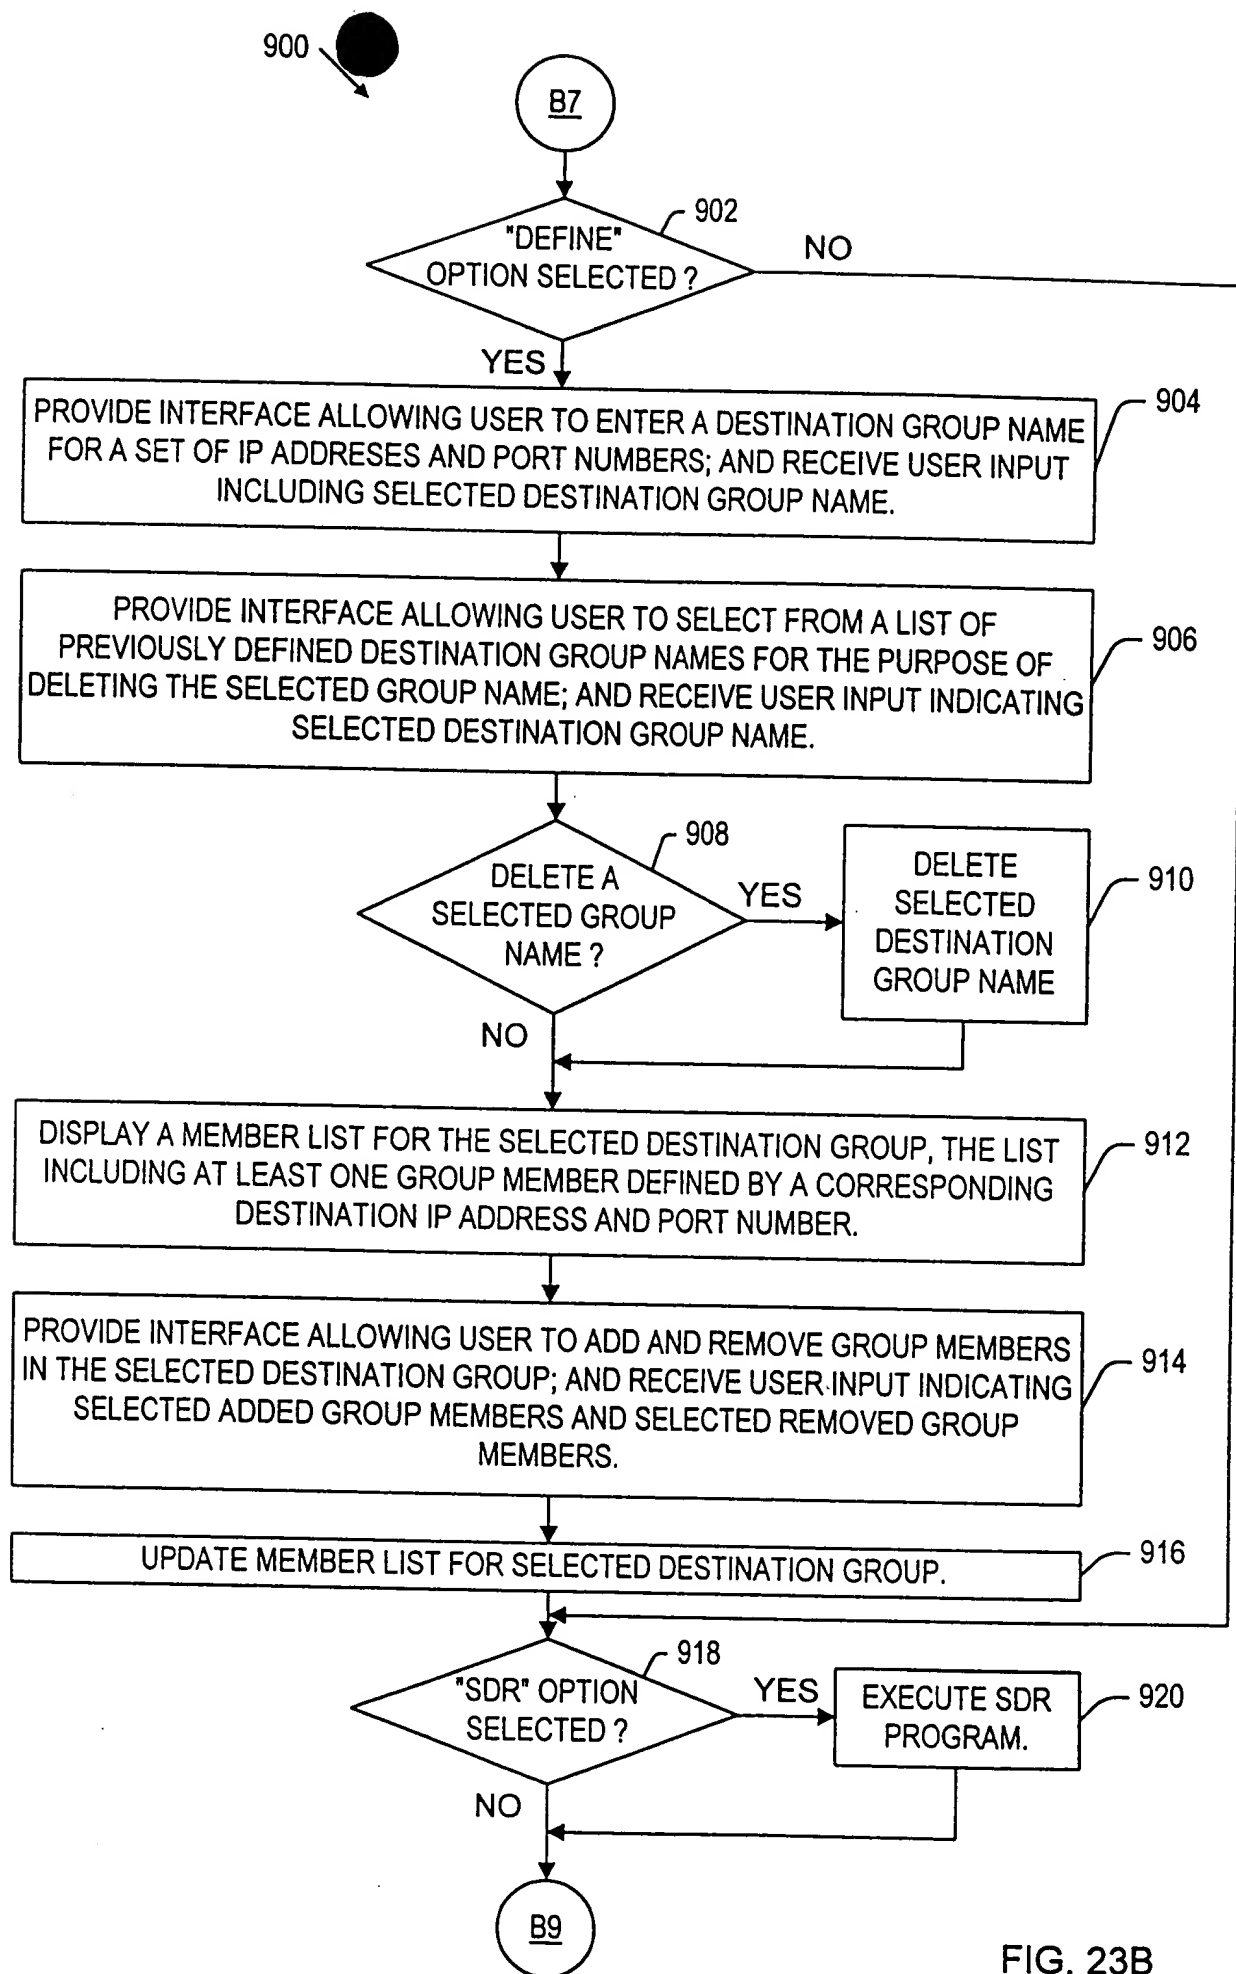 900
B7
902
"DEFINE"
OPTION SELECTED ?
NO
YES
904
PROVIDE INTERFACE ALLOWING USER TO ENTER A DESTINATION GROUP NAME
FOR A SET OF IP ADDRESES AND PORT NUMBERS; AND RECEIVE USER INPUT
INCLUDING SELECTED DESTINATION GROUP NAME.
906
PROVIDE INTERFACE ALLOWING USER TO SELECT FROM A LIST OF
PREVIOUSLY DEFINED DESTINATION GROUP NAMES FOR THE PURPOSE OF
DELETING THE SELECTED GROUP NAME; AND RECEIVE USER INPUT INDICATING
SELECTED DESTINATION GROUP NAME.
908
DELETE A
SELECTED GROUP
NAME ?
YES
910
DELETE
SELECTED
DESTINATION
GROUP NAME
NO
912
DISPLAY A MEMBER LIST FOR THE SELECTED DESTINATION GROUP, THE LIST
INCLUDING AT LEAST ONE GROUP MEMBER DEFINED BY A CORRESPONDING
DESTINATION IP ADDRESS AND PORT NUMBER.
914
PROVIDE INTERFACE ALLOWING USER TO ADD AND REMOVE GROUP MEMBERS
IN THE SELECTED DESTINATION GROUP; AND RECEIVE USER INPUT INDICATING
SELECTED ADDED GROUP MEMBERS AND SELECTED REMOVED GROUP
MEMBERS.
916
UPDATE MEMBER LIST FOR SELECTED DESTINATION GROUP.
918
"SDR" OPTION
SELECTED ?
YES
920
EXECUTE SDR
PROGRAM.
NO
B9
FIG. 23B